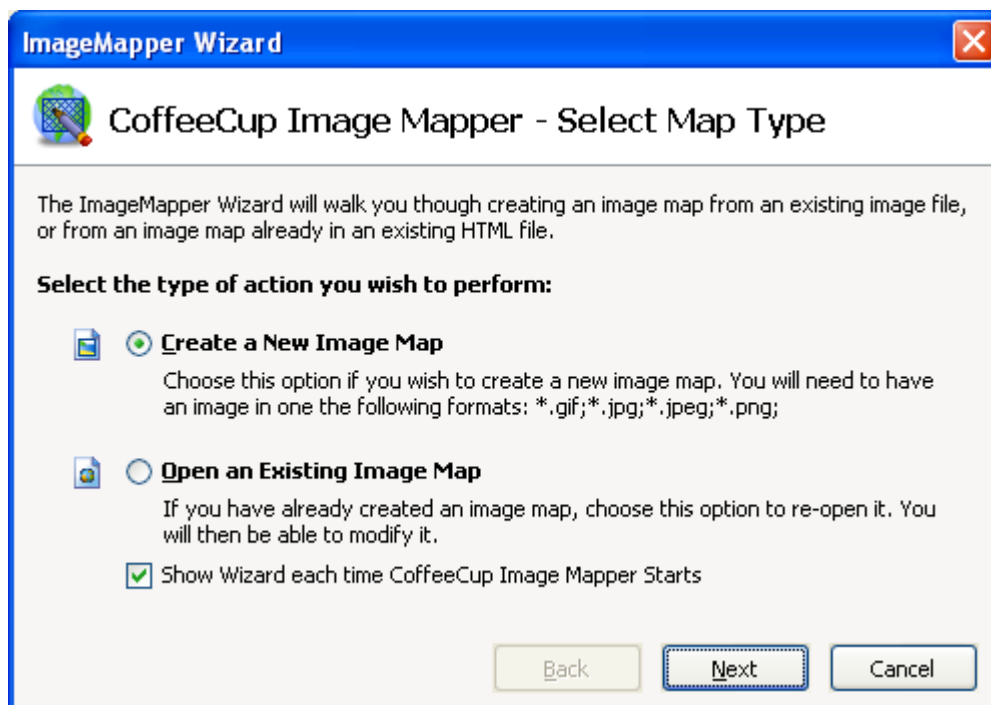 ImageMapper Wizard
CoffeeCup Image Mapper - Select Map Type
The ImageMapper Wizard will walk you though creating an image map from an existing image file,
or from an image map already in an existing HTML file.
Select the type of action you wish to perform:
Create a New Image Map
Choose this option if you wish to create a new image map. You will need to have
an image in one the following formats: *.gif;*.jpg;*.jpeg;*.png;
Open an Existing Image Map
If you have already created an image map, choose this option to re-open it. You
will then be able to modify it.
Show Wizard each time CoffeeCup Image Mapper Starts
Back Next Cancel